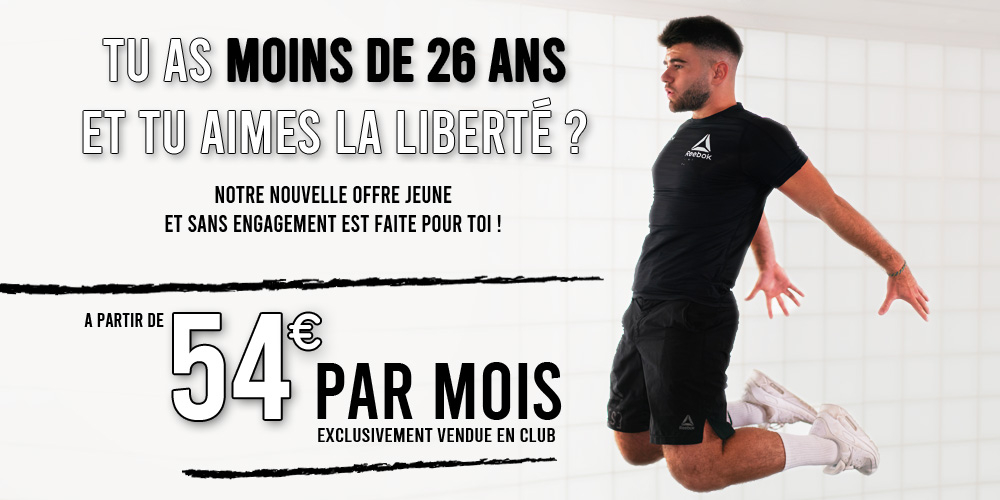 TU AS MOINS DE 26 ANS
ET TU AIMES LA LIBERTÉ ?
NOTRE NOUVELLE OFFRE JEUNE
ET SANS ENGAGEMENT EST FAITE POUR TOI !
A PARTIR DE 54€
PAR MOIS
EXCLUSIVEMENT VENDUE EN CLUB
Reebok
Reebok